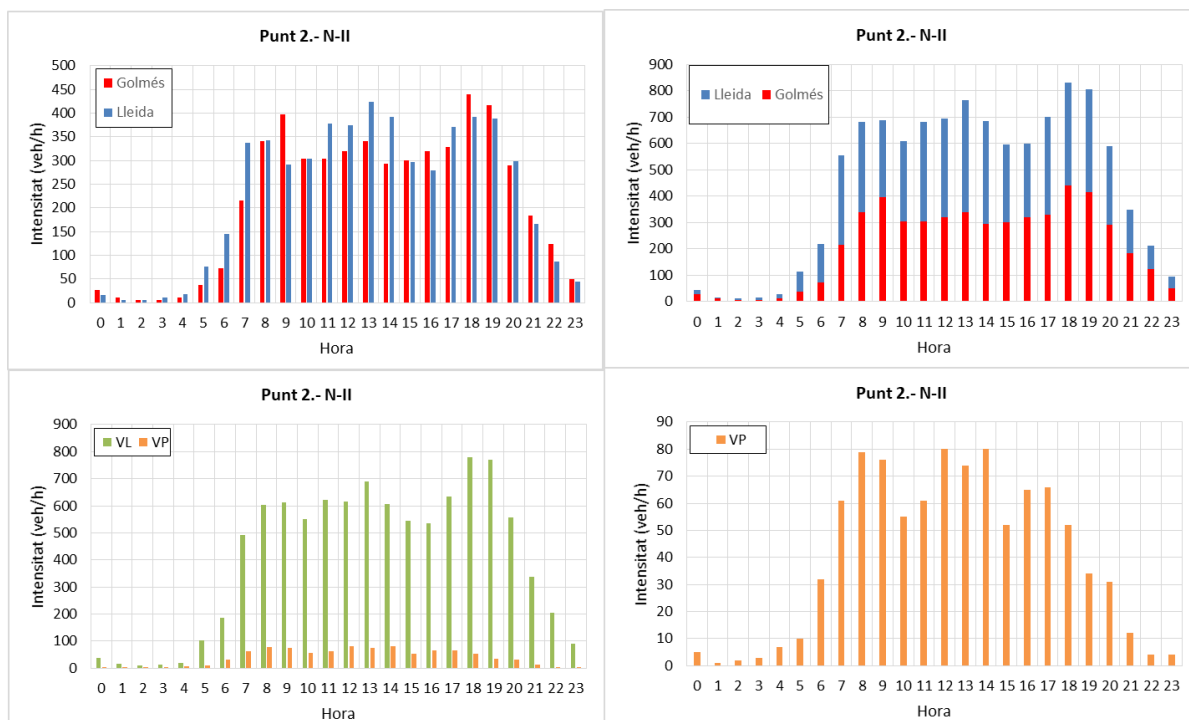 Punt 2.- N-II
Intensitat (veh/h)
500
450
400
350
300
250
200
150
100
50
0
Golmés
Lleida
0 1 2 3 4 5 6 7 8 9 10 11 12 13 14 15 16 17 18 19 20 21 22 23
Hora
Punt 2.- N-II
Intensitat (veh/h)
900
800
700
600
500
400
300
200
100
0
Lleida Golmés
0 1 2 3 4 5 6 7 8 9 10 11 12 13 14 15 16 17 18 19 20 21 22 23
Hora
Punt 2.- N-II
Intensitat (veh/h)
900
800
700
600
500
400
300
200
100
0
VL VP
0 1 2 3 4 5 6 7 8 9 10 11 12 13 14 15 16 17 18 19 20 21 22 23
Hora
Punt 2.- N-II
Intensitat (veh/h)
90
80
70
60
50
40
30
20
10
0
VP
0 1 2 3 4 5 6 7 8 9 10 11 12 13 14 15 16 17 18 19 20 21 22 23
Hora